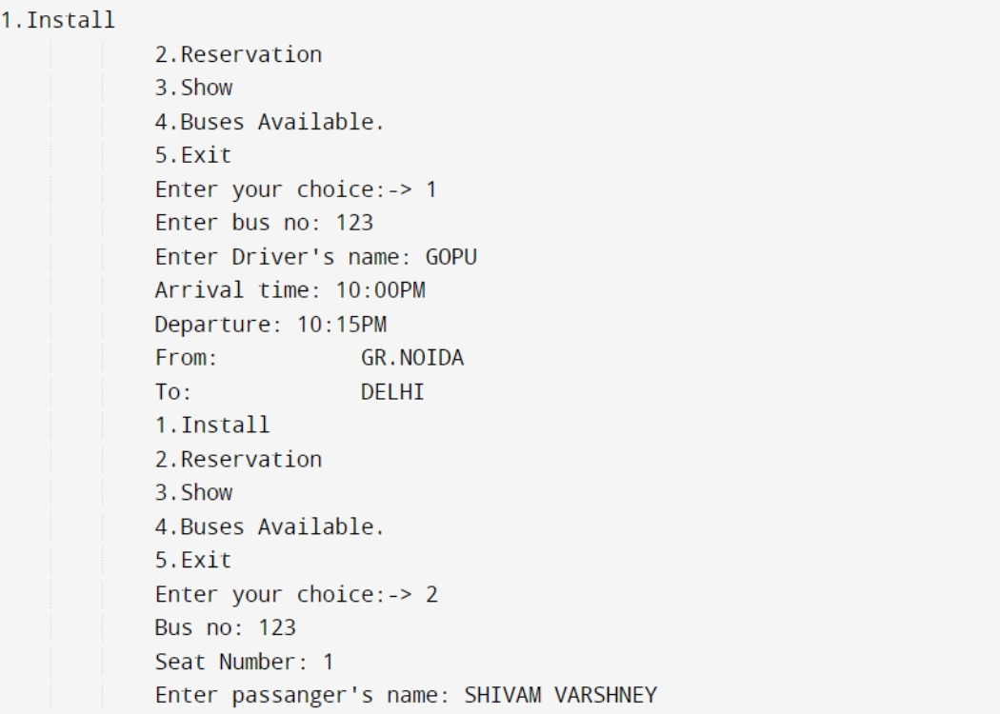 1.Install
2.Reservation
3.Show
4.Buses Available.
5.Exit
Enter your choice:-> 1
Enter bus no: 123
Enter Driver's name: GOPU
Arrival time: 10:00PM
Departure: 10:15PM
From: GR.NOIDA
To: DELHI
1.Install
2.Reservation
3.Show
4.Buses Available.
5.Exit
Enter your choice:-> 2
Bus no: 123
Seat Number: 1
Enter passanger's name: SHIVAM VARSHNEY